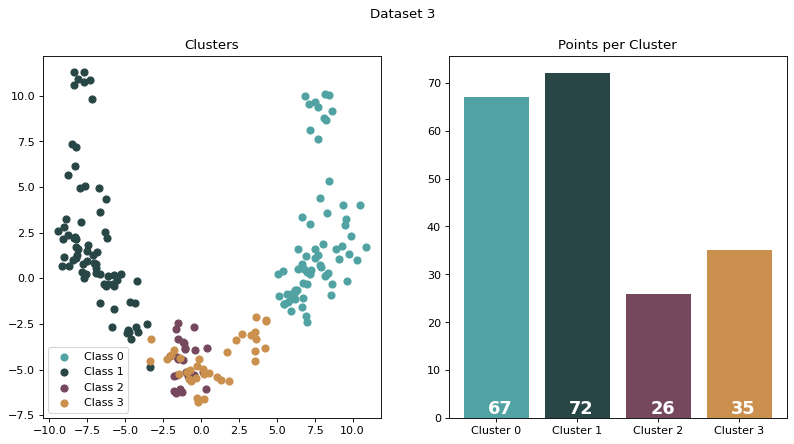 Dataset 3
Clusters
10.0
7.5
5.0
2.5
0.0
−2.5
−5.0
−7.5
Class 0
Class 1
Class 2
Class 3
−10.0 −7.5 −5.0 −2.5 0.0 2.5 5.0 7.5 10.0
Points per Cluster
70
60
50
40
30
20
10
0
67 72 26 35
Cluster 0 Cluster 1 Cluster 2 Cluster 3